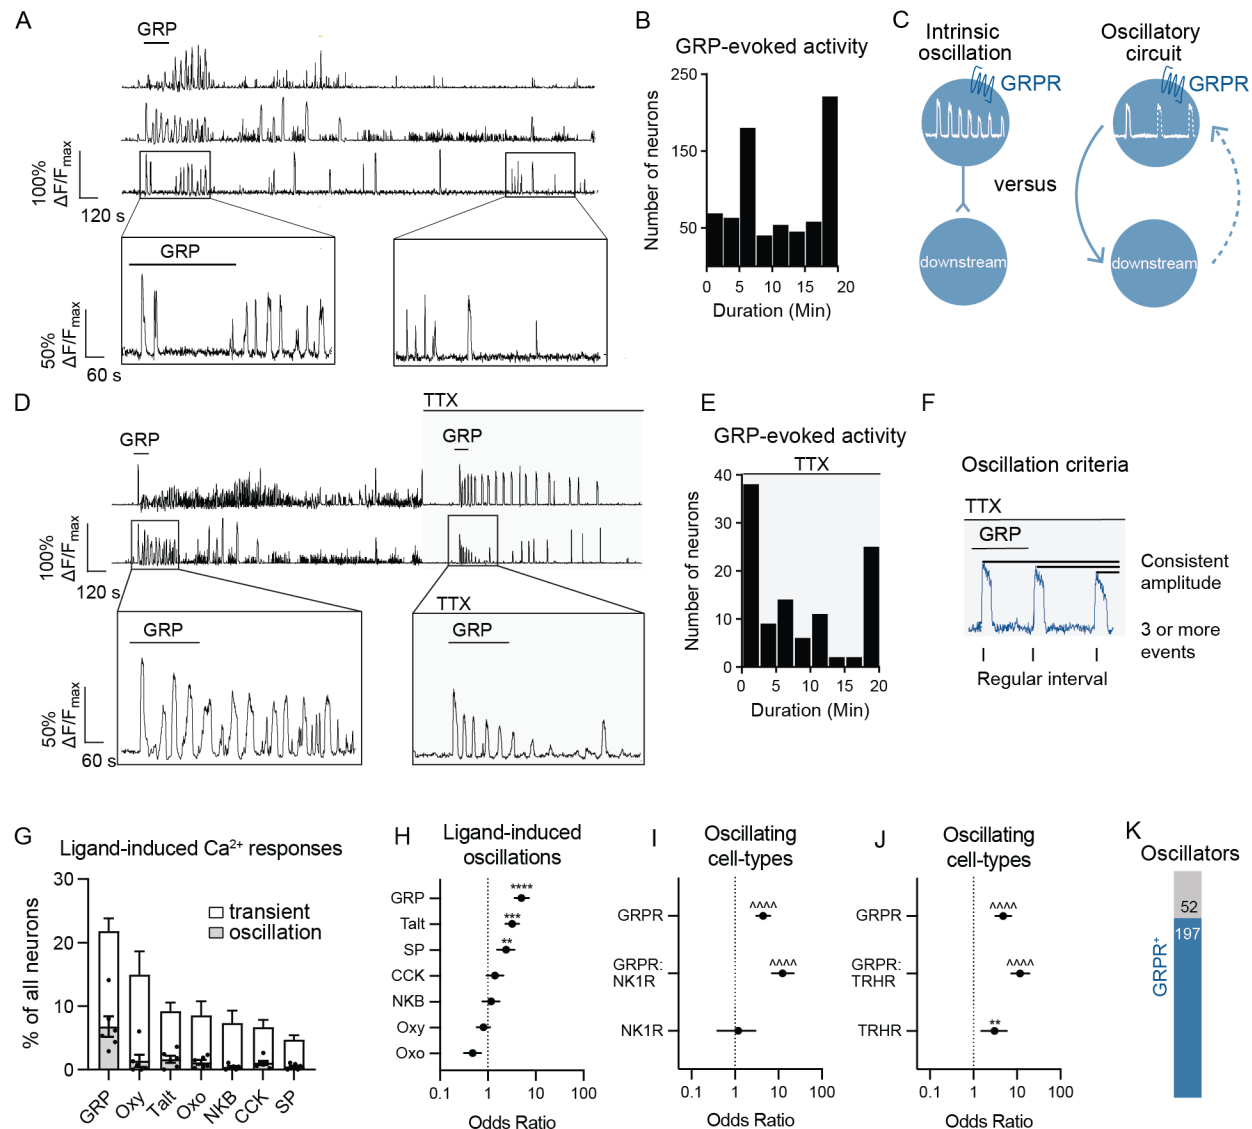 A
GRP
100%
ΔF/Fmax
120 s
GRP
50%
ΔF/Fmax
60 s
B
GRP-evoked activity
Number of neurons
250
150
50
0
5
10
15
20
Duration (Min)
C
Intrinsic
oscillation
GRPR
downstream
versus
Oscillatory
circuit
GRPR
downstream
D
TTX
GRP
GRP
100%
ΔF/Fmax
120 s
GRP
50%
ΔF/Fmax
60 s
TTX
GRP
E
GRP-evoked activity
TTX
Number of neurons
40
30
20
10
0
0
5
10
15
20
Duration (Min)
F
Oscillation criteria
TTX
GRP
Consistent
amplitude
3 or more
events
Regular interval
G
Ligand-induced Ca²⁺ responses
% of all neurons
30
20
10
0
transient
oscillation
GRP
Oxy
Talt
Oxo
NKB
CCK
SP
H
Ligand-induced
oscillations
GRP
Talt
SP
CCK
NKB
Oxy
Oxo
****
***
**
0.1
1
10
100
Odds Ratio
I
Oscillating
cell-types
GRPR
GRPR:
NK1R
NK1R
^^^^
^^^^
0.1
1
10
100
Odds Ratio
J
Oscillating
cell-types
GRPR
GRPR:
TRHR
TRHR
^^^^
^^^^
**
0.1
1
10
100
Odds Ratio
K
Oscillators
52
197
GRPR⁺